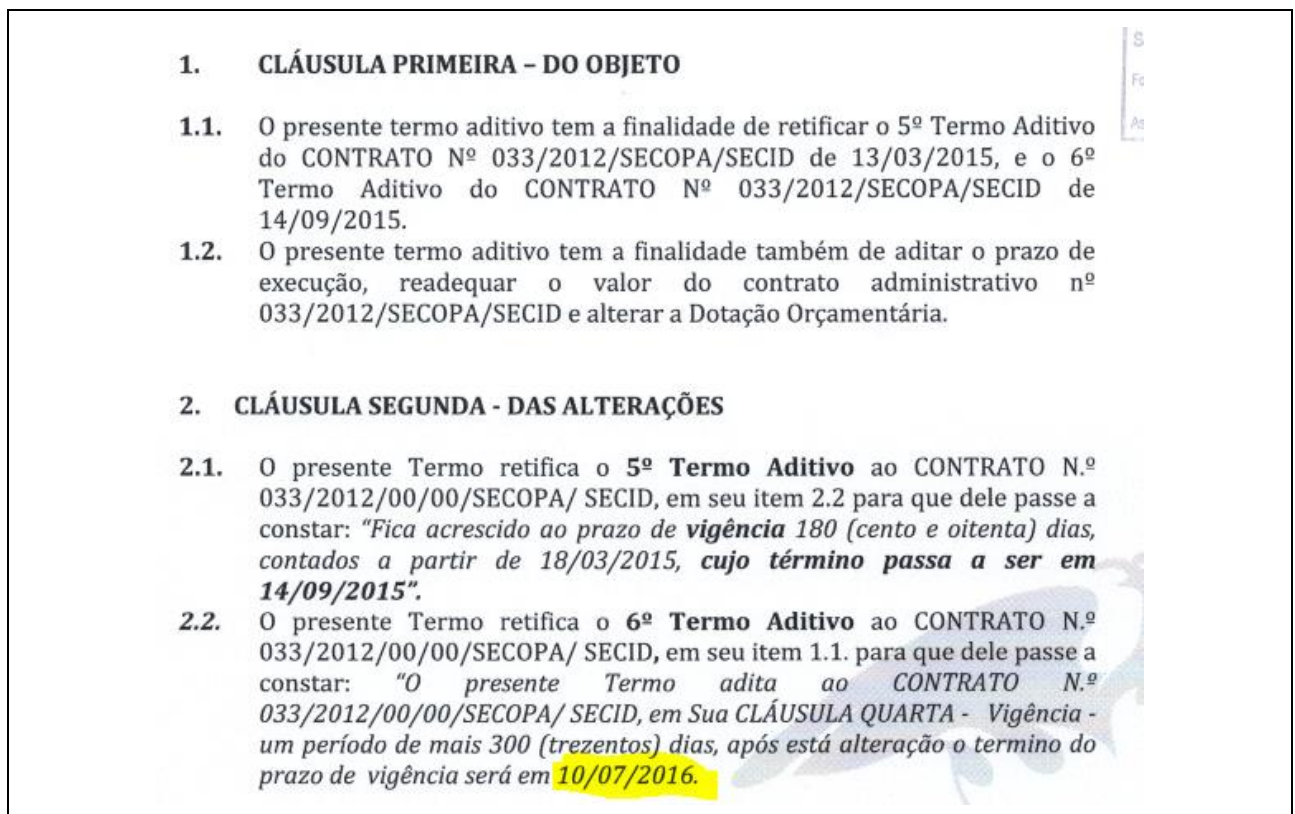 1. CLÁUSULA PRIMEIRA – DO OBJETO
1.1. O presente termo aditivo tem a finalidade de retificar o 5º Termo Aditivo
do CONTRATO Nº 033/2012/SECOPA/SECID de 13/03/2015, e o 6º
Termo Aditivo do CONTRATO Nº 033/2012/SECOPA/SECID de
14/09/2015.
1.2. O presente termo aditivo tem a finalidade também de aditar o prazo de
execução, readequar o valor do contrato administrativo nº
033/2012/SECOPA/SECID e alterar a Dotação Orçamentária.
2. CLÁUSULA SEGUNDA - DAS ALTERAÇÕES
2.1. O presente Termo retifica o 5º Termo Aditivo ao CONTRATO N.º
033/2012/00/00/SECOPA/ SECID, em seu item 2.2 para que dele passe a
constar: "Fica acrescido ao prazo de vigência 180 (cento e oitenta) dias,
contados a partir de 18/03/2015, cujo término passa a ser em
14/09/2015".
2.2. O presente Termo retifica o 6º Termo Aditivo ao CONTRATO N.º
033/2012/00/00/SECOPA/ SECID, em seu item 1.1. para que dele passe a
constar: "O presente Termo adita ao CONTRATO N.º
033/2012/00/00/SECOPA/ SECID, em Sua CLÁUSULA QUARTA - Vigência -
um período de mais 300 (trezentos) dias, após está alteração o termino do
prazo de vigência será em 10/07/2016.